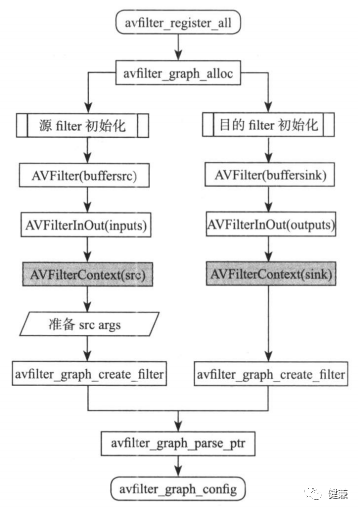 avfilter_register_all
avfilter_graph_alloc
源 filter 初始化
目的 filter 初始化
AVFilter(buffersrc)
AVFilter(buffersink)
AVFilterInOut(inputs)
AVFilterInOut(outputs)
AVFilterContext(src)
AVFilterContext(sink)
准备 src args
avfilter_graph_create_filter
avfilter_graph_create_filter
avfilter_graph_parse_ptr
avfilter_graph_config